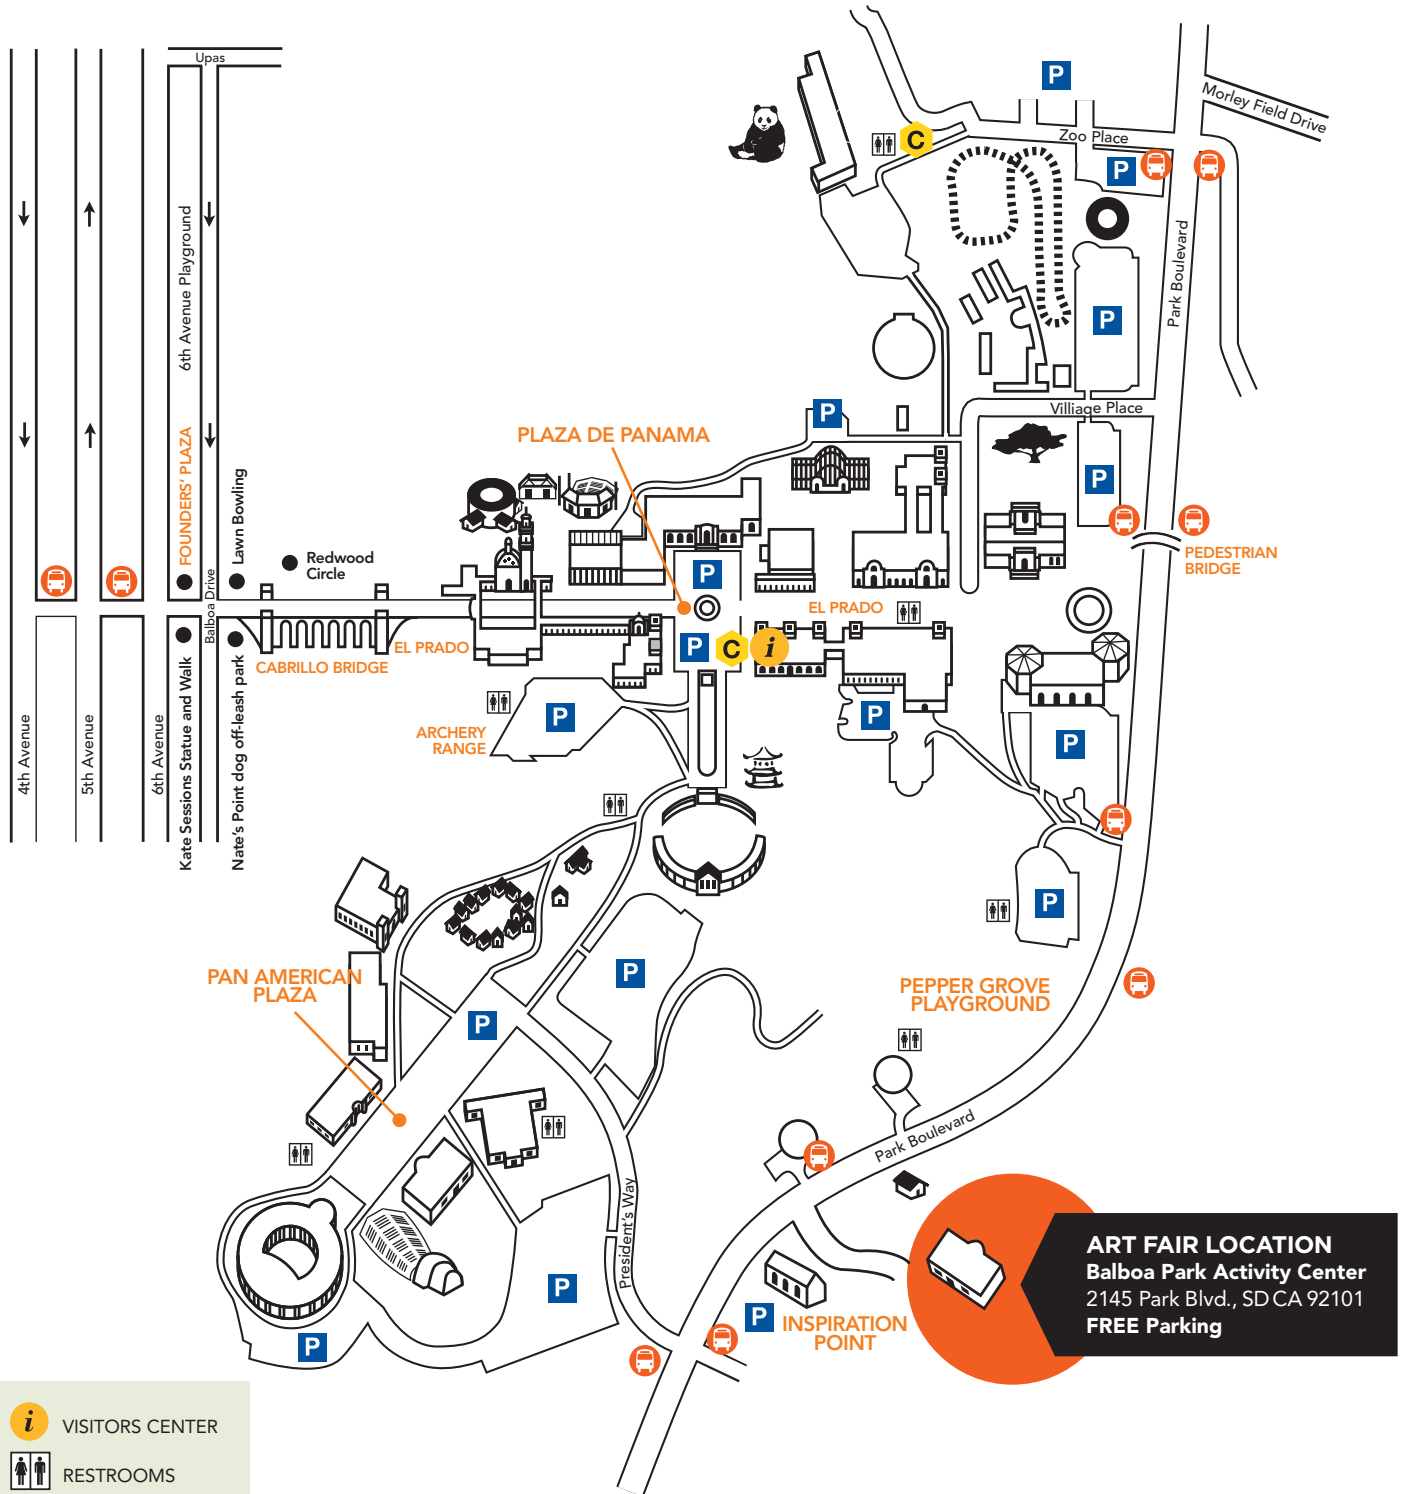 Upas
Morley Field Drive
P
Zoo Place
C
P
Park Boulevard
6th Avenue Playground
P
Villiage Place
P
PLAZA DE PANAMA
FOUNDERS' PLAZA
Lawn Bowling
P
PEDESTRIAN
BRIDGE
Redwood
Circle
P
Balboa Drive
EL PRADO
EL PRADO
CABRILLO BRIDGE
P
C
i
4th Avenue
5th Avenue
6th Avenue
Kate Sessions Statue and Walk
Nate's Point dog off-leash park
ARCHERY
RANGE
P
P
P
P
PAN AMERICAN
PLAZA
P
P
PEPPER GROVE
PLAYGROUND
Park Boulevard
President's Way
P
P
P
INSPIRATION
POINT
ART FAIR LOCATION
Balboa Park Activity Center
2145 Park Blvd., SD CA 92101
FREE Parking
i VISITORS CENTER
RESTROOMS